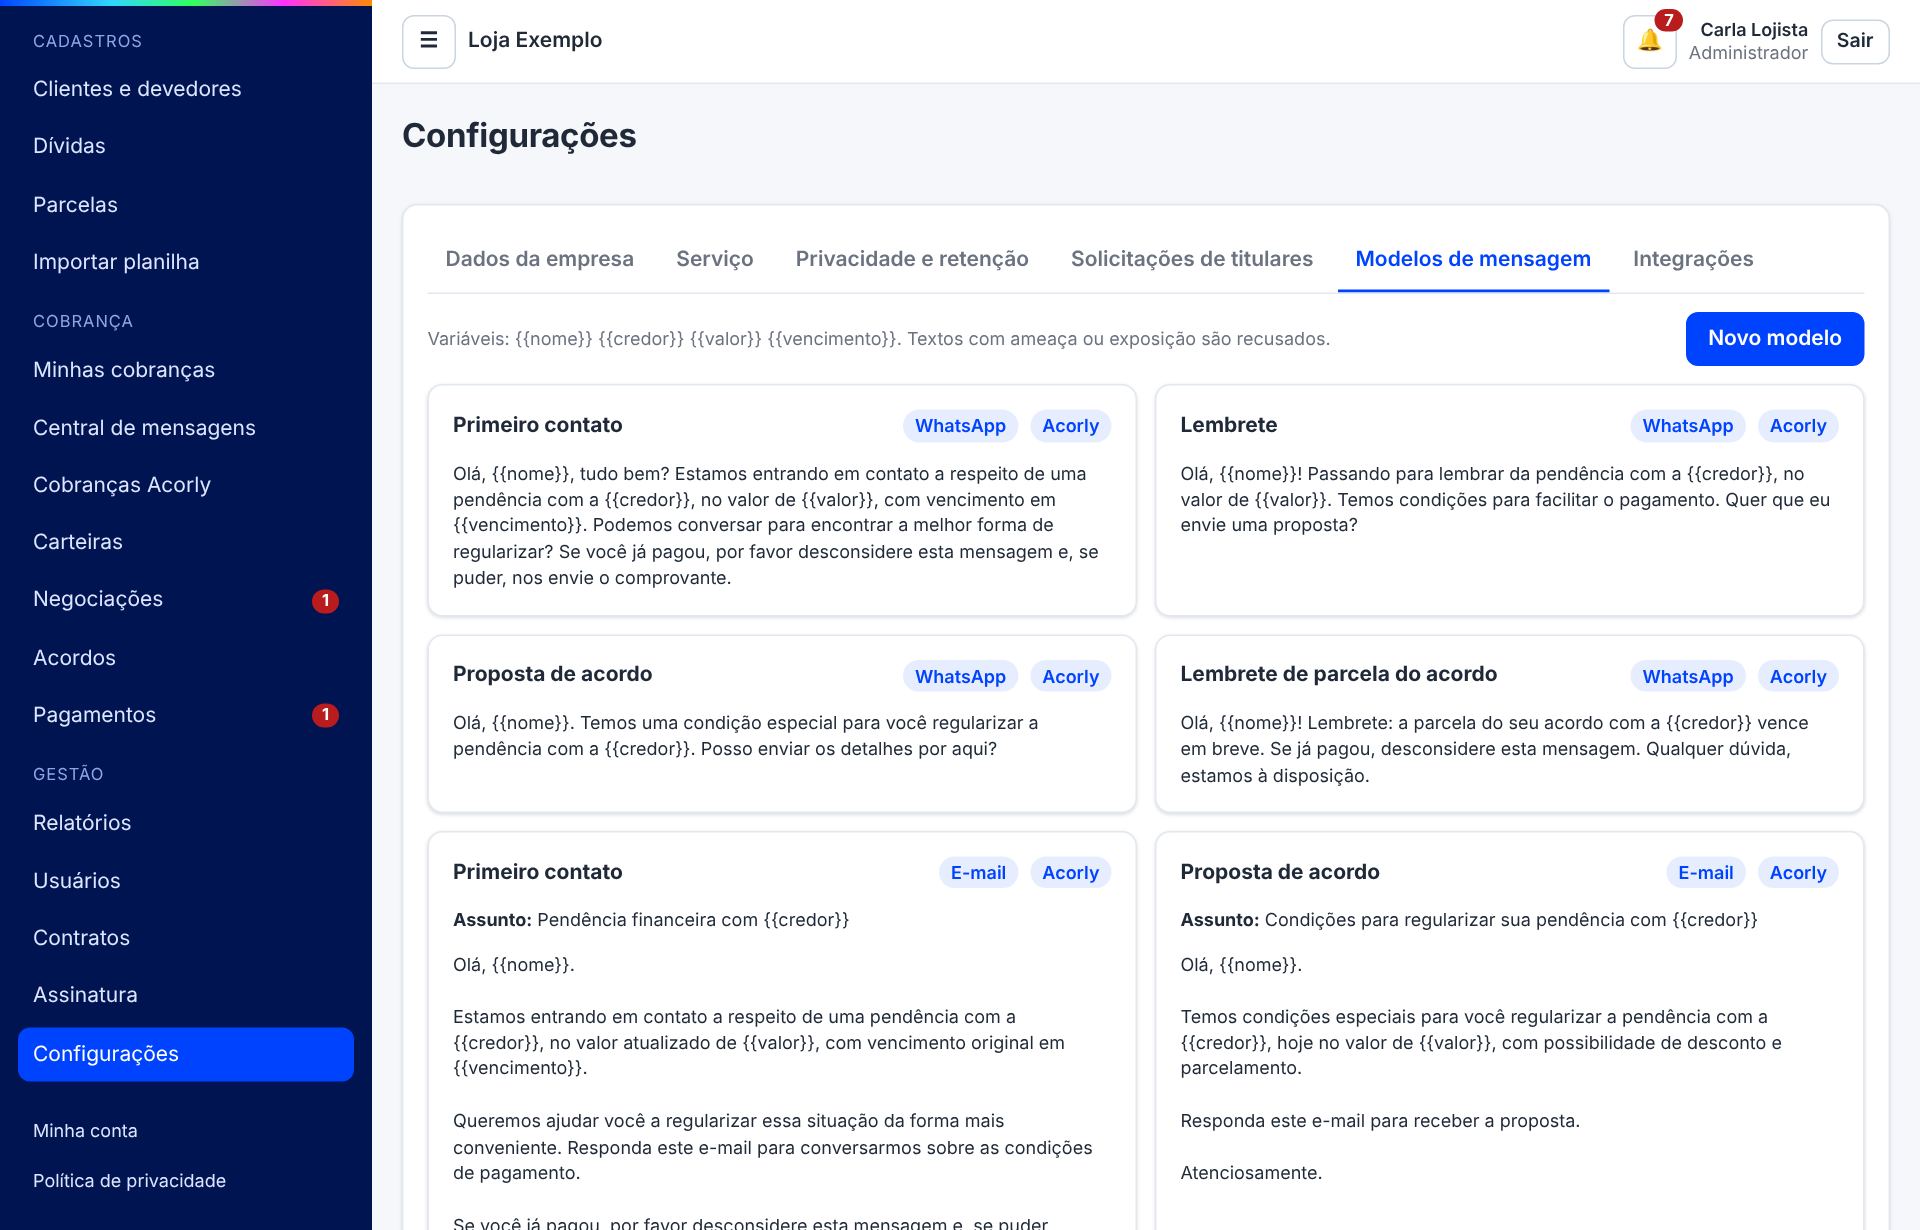 CADASTROS
Clientes e devedores
Dívidas
Parcelas
Importar planilha
COBRANÇA
Minhas cobranças
Central de mensagens
Cobranças Acorly
Carteiras
Negociações 1
Acordos
Pagamentos 1
GESTÃO
Relatórios
Usuários
Contratos
Assinatura
Configurações
Minha conta
Política de privacidade
Loja Exemplo
7
Carla Lojista
Administrador
Sair
Configurações
Dados da empresa Serviço Privacidade e retenção Solicitações de titulares Modelos de mensagem Integrações
Variáveis: {{nome}} {{credor}} {{valor}} {{vencimento}}. Textos com ameaça ou exposição são recusados.
Novo modelo
Primeiro contato WhatsApp Acorly
Olá, {{nome}}, tudo bem? Estamos entrando em contato a respeito de uma
pendência com a {{credor}}, no valor de {{valor}}, com vencimento em
{{vencimento}}. Podemos conversar para encontrar a melhor forma de
regularizar? Se você já pagou, por favor desconsidere esta mensagem e, se
puder, nos envie o comprovante.
Lembrete WhatsApp Acorly
Olá, {{nome}}! Passando para lembrar da pendência com a {{credor}}, no
valor de {{valor}}. Temos condições para facilitar o pagamento. Quer que eu
envie uma proposta?
Proposta de acordo WhatsApp Acorly
Olá, {{nome}}. Temos uma condição especial para você regularizar a
pendência com a {{credor}}. Posso enviar os detalhes por aqui?
Lembrete de parcela do acordo WhatsApp Acorly
Olá, {{nome}}! Lembrete: a parcela do seu acordo com a {{credor}} vence
em breve. Se já pagou, desconsidere esta mensagem. Qualquer dúvida,
estamos à disposição.
Primeiro contato E-mail Acorly
Assunto: Pendência financeira com {{credor}}
Olá, {{nome}}.
Estamos entrando em contato a respeito de uma pendência com a
{{credor}}, no valor atualizado de {{valor}}, com vencimento original em
{{vencimento}}.
Queremos ajudar você a regularizar essa situação da forma mais
conveniente. Responda este e-mail para conversarmos sobre as condições
de pagamento.
Se você já pagou, por favor desconsidere esta mensagem e, se puder,
Proposta de acordo E-mail Acorly
Assunto: Condições para regularizar sua pendência com {{credor}}
Olá, {{nome}}.
Temos condições especiais para você regularizar a pendência com a
{{credor}}, hoje no valor de {{valor}}, com possibilidade de desconto e
parcelamento.
Responda este e-mail para receber a proposta.
Atenciosamente.